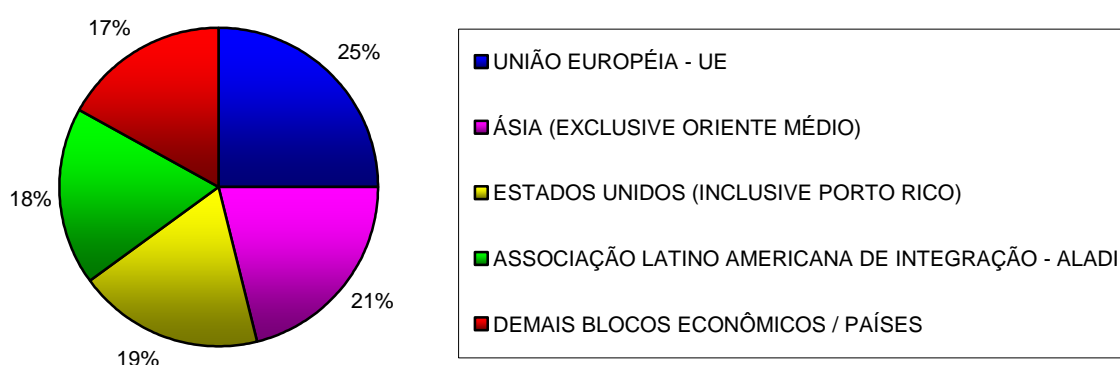 17%
25%
18%
21%
19%
UNIÃO EUROPÉIA - UE
ÁSIA (EXCLUSIVE ORIENTE MÉDIO)
ESTADOS UNIDOS (INCLUSIVE PORTO RICO)
ASSOCIAÇÃO LATINO AMERICANA DE INTEGRAÇÃO - ALADI
DEMAIS BLOCOS ECONÔMICOS / PAÍSES